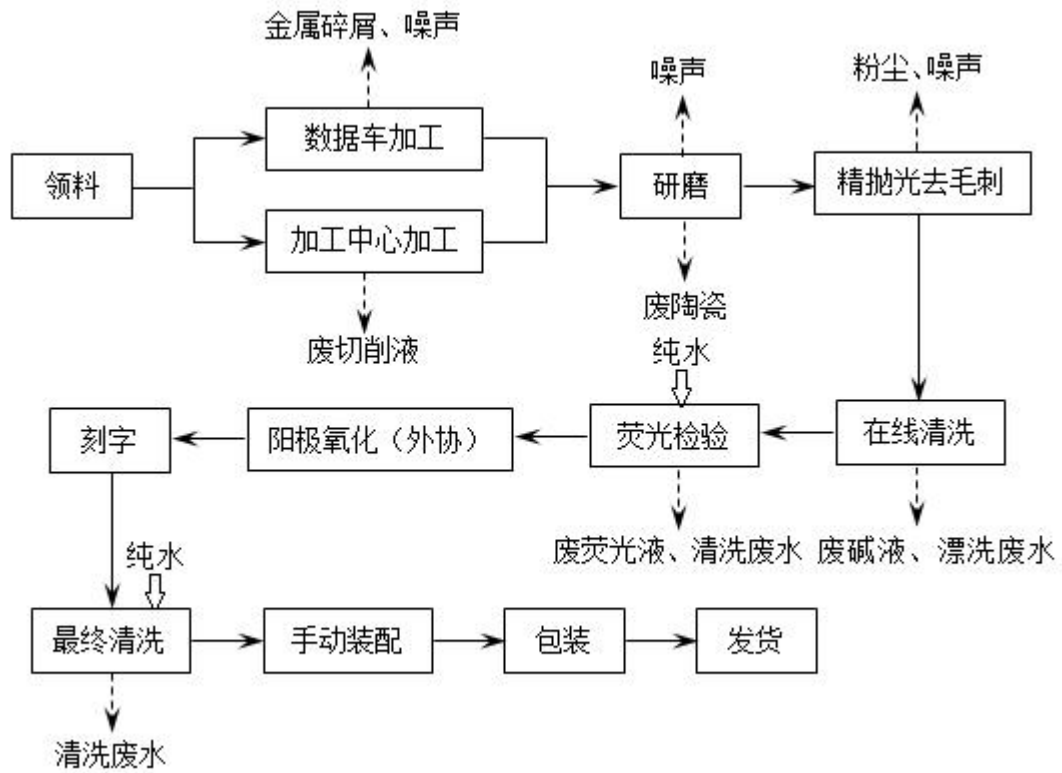 金属碎屑、噪声
噪声
粉尘、噪声
数据车加工
领料
研磨
精抛光去毛刺
加工中心加工
废陶瓷
废切削液
纯水
刻字
阳极氧化（外协）
荧光检验
在线清洗
纯水
废荧光液、清洗废水
废碱液、漂洗废水
最终清洗
手动装配
包装
发货
清洗废水